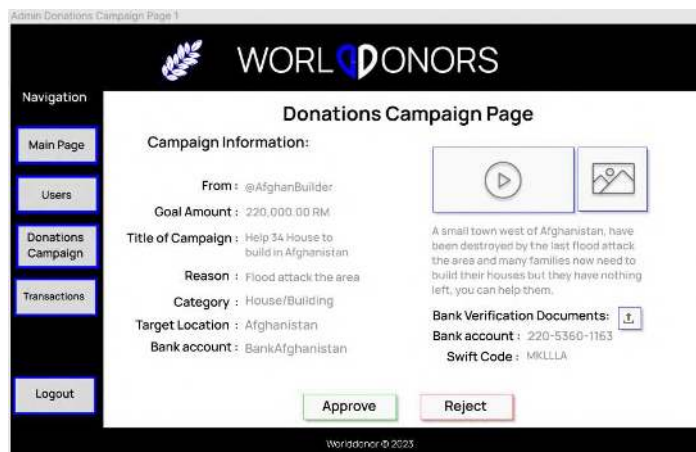 Admin Donations Campaign Page 1
WORLDDONORS
Navigation
Main Page
Users
Donations
Campaign
Transactions
Logout
Donations Campaign Page
Campaign Information:
From : @AfghanBuilder
Goal Amount : 220,000.00 RM
Title of Campaign : Help 34 House to
build in Afghanistan
Reason : Flood attack the area
Category : House/Building
Target Location : Afghanistan
Bank account : BankAfghanistan
A small town west of Afghanistan, have
been destroyed by the last flood attack
the area and many families now need to
build their houses but they have nothing
left, you can help them.
Bank Verification Documents:
Bank account : 220-5360-1163
Swift Code : MKLLLA
Approve
Reject
Worlddonor © 2023